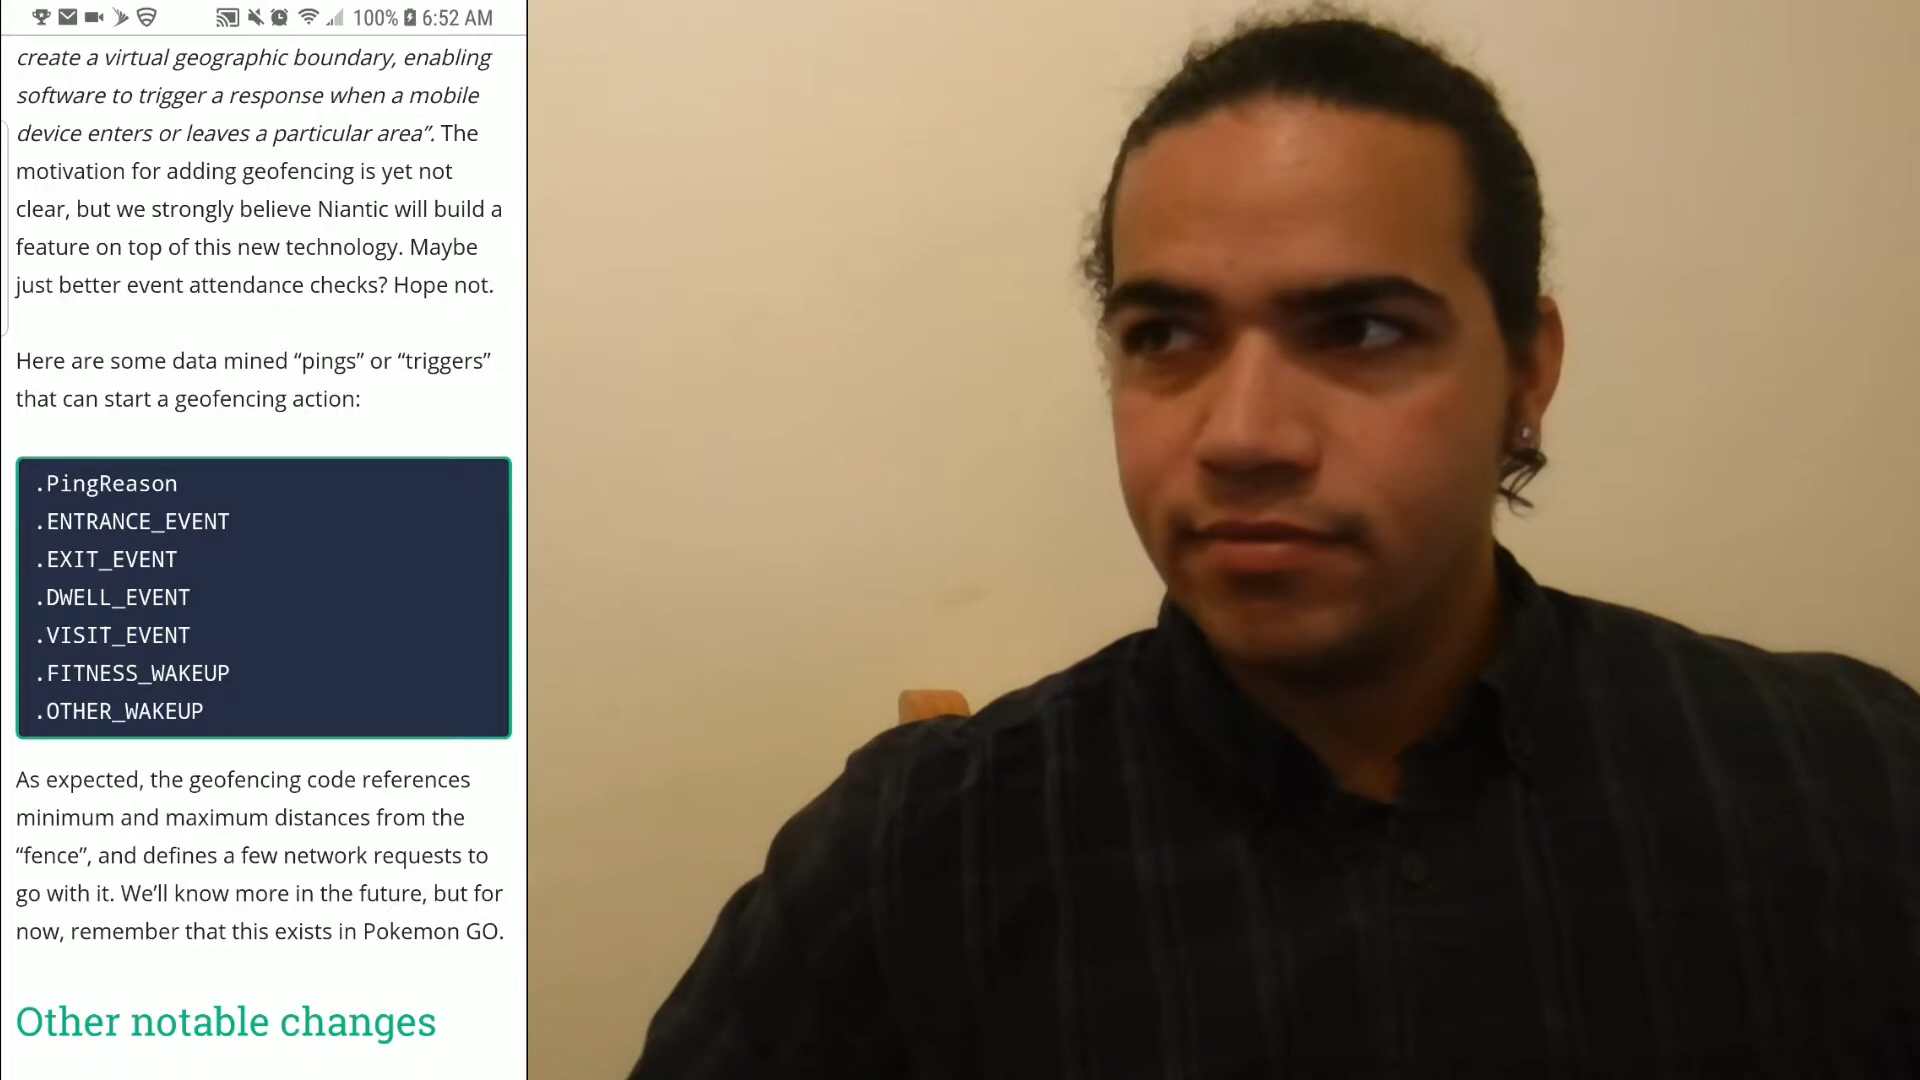 100% 6:52 AM
create a virtual geographic boundary, enabling
software to trigger a response when a mobile
device enters or leaves a particular area”. The
motivation for adding geofencing is yet not
clear, but we strongly believe Niantic will build a
feature on top of this new technology. Maybe
just better event attendance checks? Hope not.
Here are some data mined “pings” or “triggers”
that can start a geofencing action:
.PingReason
.ENTRANCE_EVENT
.EXIT_EVENT
.DWELL_EVENT
.VISIT_EVENT
.FITNESS_WAKEUP
.OTHER_WAKEUP
As expected, the geofencing code references
minimum and maximum distances from the
“fence”, and defines a few network requests to
go with it. We’ll know more in the future, but for
now, remember that this exists in Pokemon GO.
Other notable changes